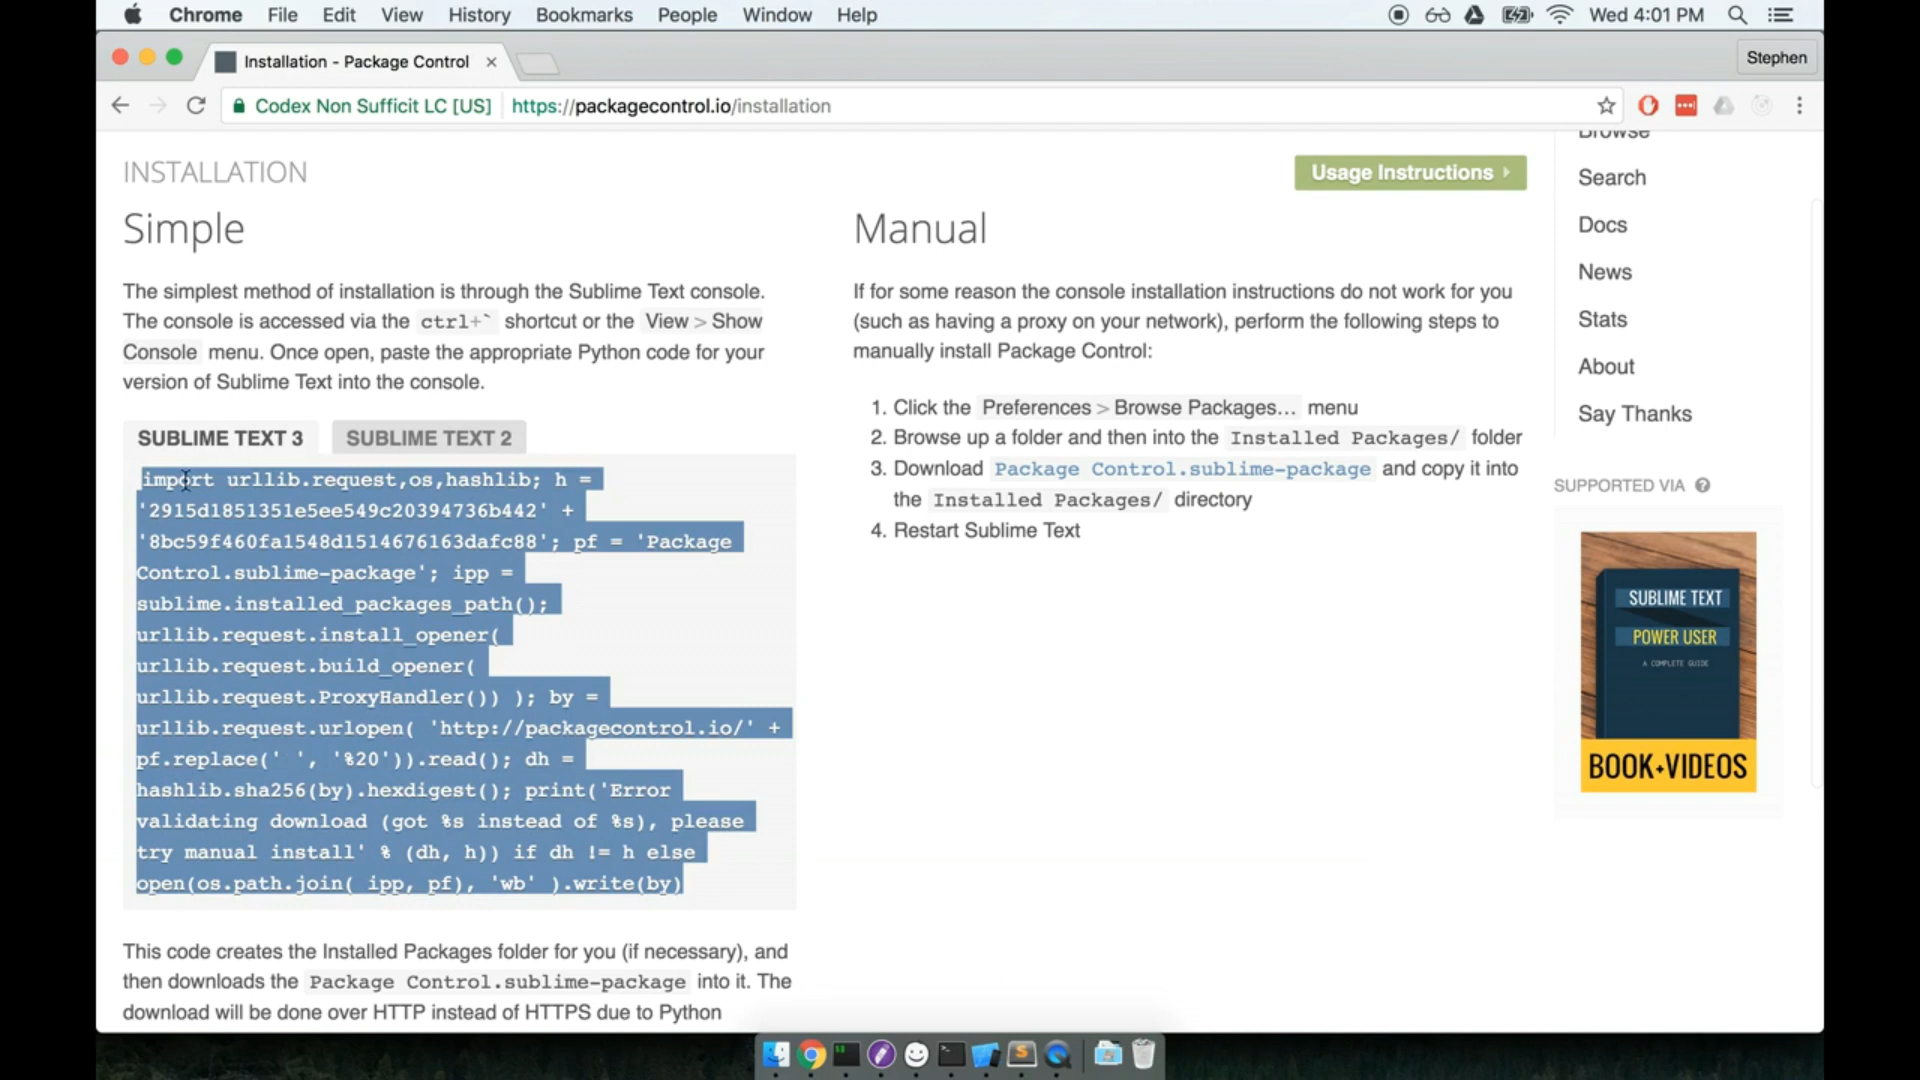 Chrome File Edit View History Bookmarks People Window Help Wed 4:01 PM
Installation - Package Control Stephen
Codex Non Sufficit LC [US] https://packagecontrol.io/installation
INSTALLATION
Usage Instructions
Simple
The simplest method of installation is through the Sublime Text console.
The console is accessed via the ctrl+` shortcut or the View > Show
Console menu. Once open, paste the appropriate Python code for your
version of Sublime Text into the console.
SUBLIME TEXT 3 SUBLIME TEXT 2
import urllib.request,os,hashlib; h =
'2915d1851351e5ee549c20394736b442' +
'8bc59f460fa1548d1514676163dafc88'; pf = 'Package
Control.sublime-package'; ipp =
sublime.installed_packages_path();
urllib.request.install_opener(
urllib.request.build_opener(
urllib.request.ProxyHandler()) ); by =
urllib.request.urlopen( 'http://packagecontrol.io/' +
pf.replace(' ', '%20')).read(); dh =
hashlib.sha256(by).hexdigest(); print('Error
validating download (got %s instead of %s), please
try manual install' % (dh, h)) if dh != h else
open(os.path.join( ipp, pf), 'wb' ).write(by)
This code creates the Installed Packages folder for you (if necessary), and
then downloads the Package Control.sublime-package into it. The
download will be done over HTTP instead of HTTPS due to Python
Manual
If for some reason the console installation instructions do not work for you
(such as having a proxy on your network), perform the following steps to
manually install Package Control:
1. Click the Preferences > Browse Packages... menu
2. Browse up a folder and then into the Installed Packages/ folder
3. Download Package Control.sublime-package and copy it into
the Installed Packages/ directory
4. Restart Sublime Text
Browse
Search
Docs
News
Stats
About
Say Thanks
SUPPORTED VIA ?
SUBLIME TEXT
POWER USER
A COMPLETE GUIDE
BOOK+VIDEOS